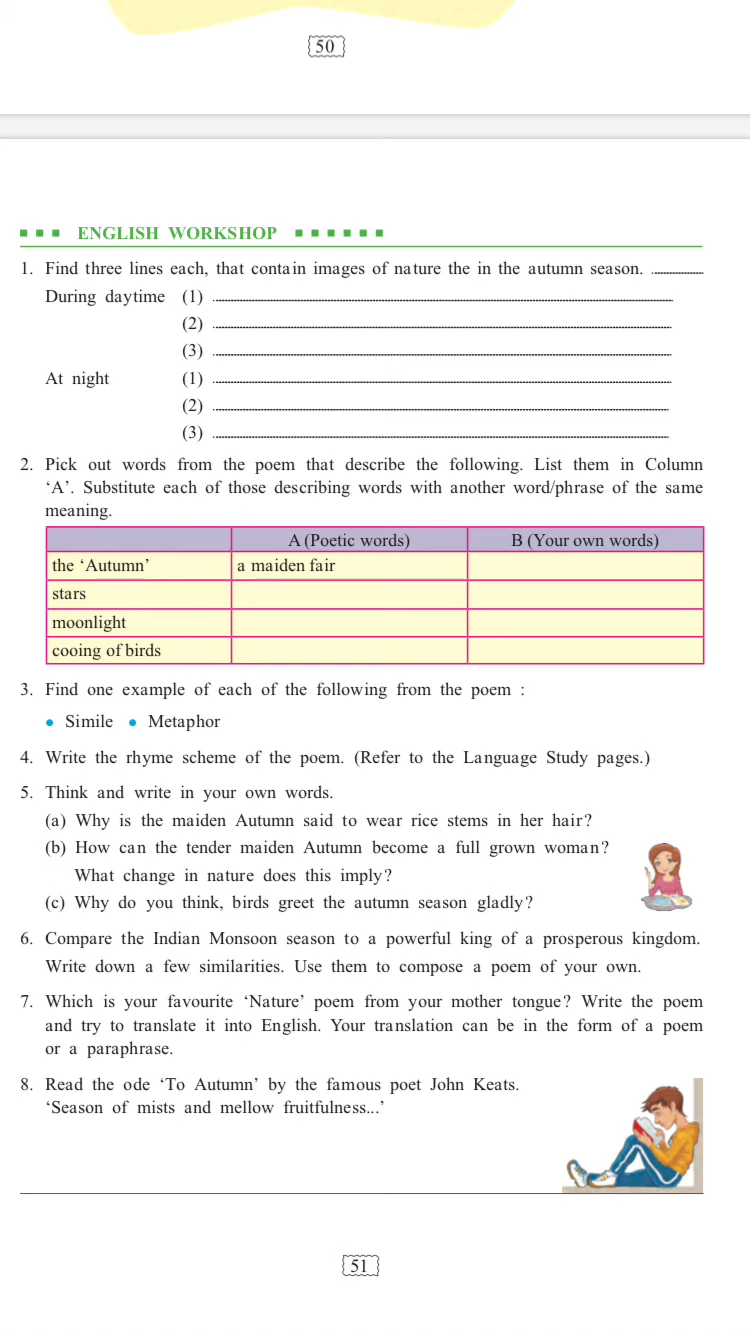 50
ENGLISH WORKSHOP
1. Find three lines each, that contain images of nature the in the autumn season. ..................
During daytime (1) ..................
(2) ..................
(3) ..................
At night (1) ..................
(2) ..................
(3) ..................
2. Pick out words from the poem that describe the following. List them in Column
‘A’. Substitute each of those describing words with another word/phrase of the same
meaning.
A (Poetic words) B (Your own words)
the ‘Autumn’ a maiden fair
stars
moonlight
cooing of birds
3. Find one example of each of the following from the poem :
• Simile • Metaphor
4. Write the rhyme scheme of the poem. (Refer to the Language Study pages.)
5. Think and write in your own words.
(a) Why is the maiden Autumn said to wear rice stems in her hair?
(b) How can the tender maiden Autumn become a full grown woman?
What change in nature does this imply?
(c) Why do you think, birds greet the autumn season gladly?
6. Compare the Indian Monsoon season to a powerful king of a prosperous kingdom.
Write down a few similarities. Use them to compose a poem of your own.
7. Which is your favourite ‘Nature’ poem from your mother tongue? Write the poem
and try to translate it into English. Your translation can be in the form of a poem
or a paraphrase.
8. Read the ode ‘To Autumn’ by the famous poet John Keats.
‘Season of mists and mellow fruitfulness...’
51